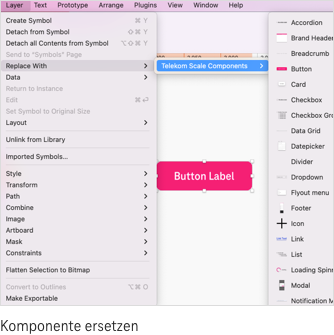 Layer Text Prototype Arrange Plugins View Window Help
Create Symbol ⌘ Y
Detach from Symbol ⇧ ⌘ Y
Detach all Contents from Symbol ⌥ ⇧ ⌘ Y
Send to "Symbols" Page
Replace With
Data
Return to Instance
Edit ⌘ ⏎
Set Symbol to Original Size
Layout
Unlink from Library
Imported Symbols...
Style
Transform
Path
Combine
Image
Artboard
Mask
Constraints
Flatten Selection to Bitmap
Convert to Outlines ⌥ ⌘ O
Make Exportable
Telekom Scale Components
Button Label
Accordion
Brand Header
Breadcrumb
Button
Card
Checkbox
Checkbox Gro
Data Grid
Datepicker
Divider
Dropdown
Flyout menu
Footer
Icon
Link
List
Loading Spinn
Modal
Notification M
Komponente ersetzen